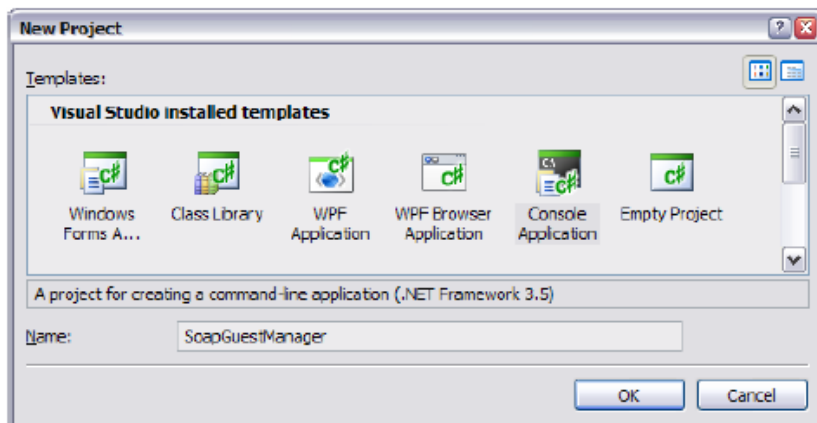 New Project
Templates:
Visual Studio installed templates
C#
C#
C#
C#
C:\
C#
C#
Windows Forms A...
Class Library
WPF Application
WPF Browser Application
Console Application
Empty Project
A project for creating a command-line application (.NET Framework 3.5)
Name:
SoapGuestManager
OK
Cancel